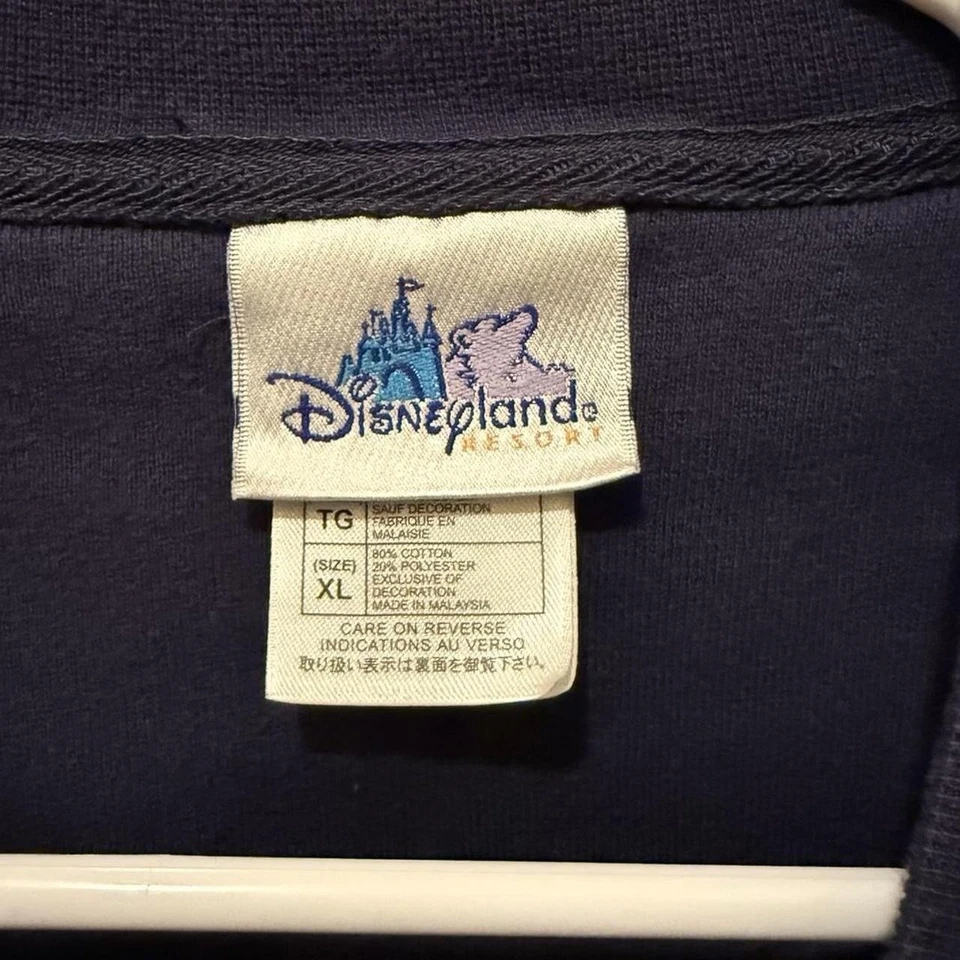 Disneyland®
RESORT
TG
SAUF DECORATION
FABRIQUE EN
MALAISIE
(SIZE)
XL
80% COTTON
20% POLYESTER
EXCLUSIVE OF
DECORATION
MADE IN MALAYSIA
CARE ON REVERSE
INDICATIONS AU VERSO
取り扱い表示は裏面を御覧下さい。